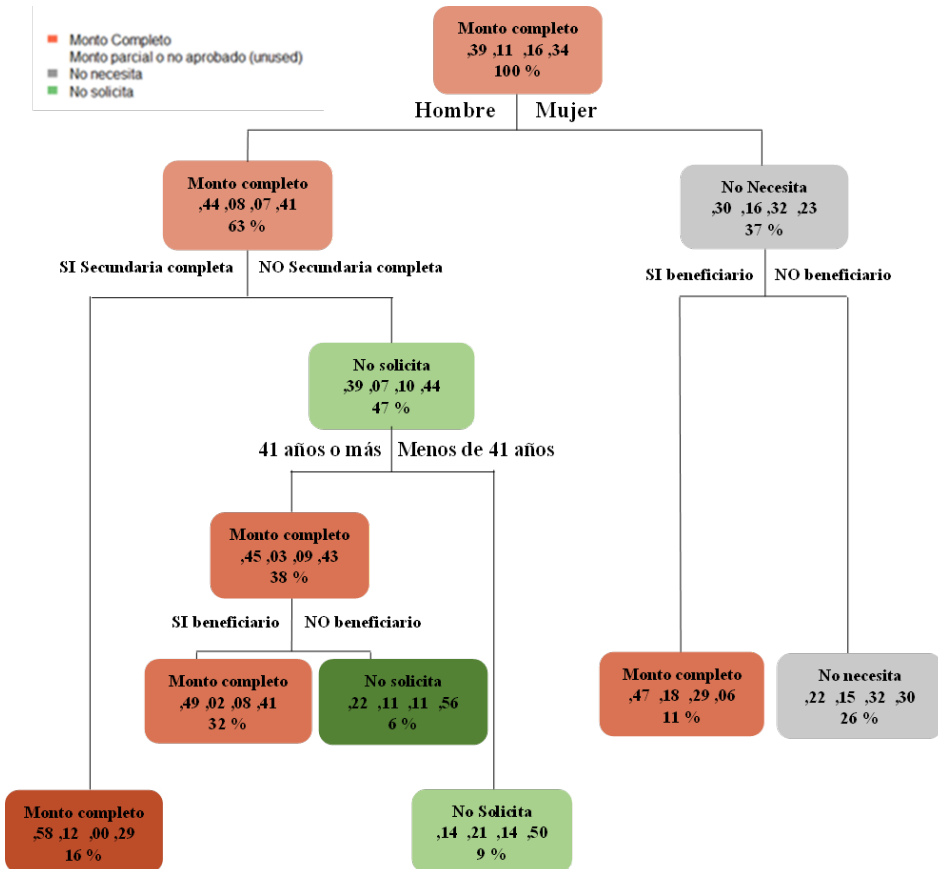 Monto Completo
Monto parcial o no aprobado (unused)
No necesita
No solicita
Monto completo
,39 ,11 ,16 ,34
100 %
Hombre Mujer
Monto completo
,44 ,08 ,07 ,41
63 %
No Necesita
,30 ,16 ,32 ,23
37 %
SI Secundaria completa NO Secundaria completa
SI beneficiario NO beneficiario
No solicita
,39 ,07 ,10 ,44
47 %
41 años o más Menos de 41 años
Monto completo
,45 ,03 ,09 ,43
38 %
SI beneficiario NO beneficiario
Monto completo
,49 ,02 ,08 ,41
32 %
No solicita
,22 ,11 ,11 ,56
6 %
Monto completo
,47 ,18 ,29 ,06
11 %
No necesita
,22 ,15 ,32 ,30
26 %
Monto completo
,58 ,12 ,00 ,29
16 %
No Solicita
,14 ,21 ,14 ,50
9 %